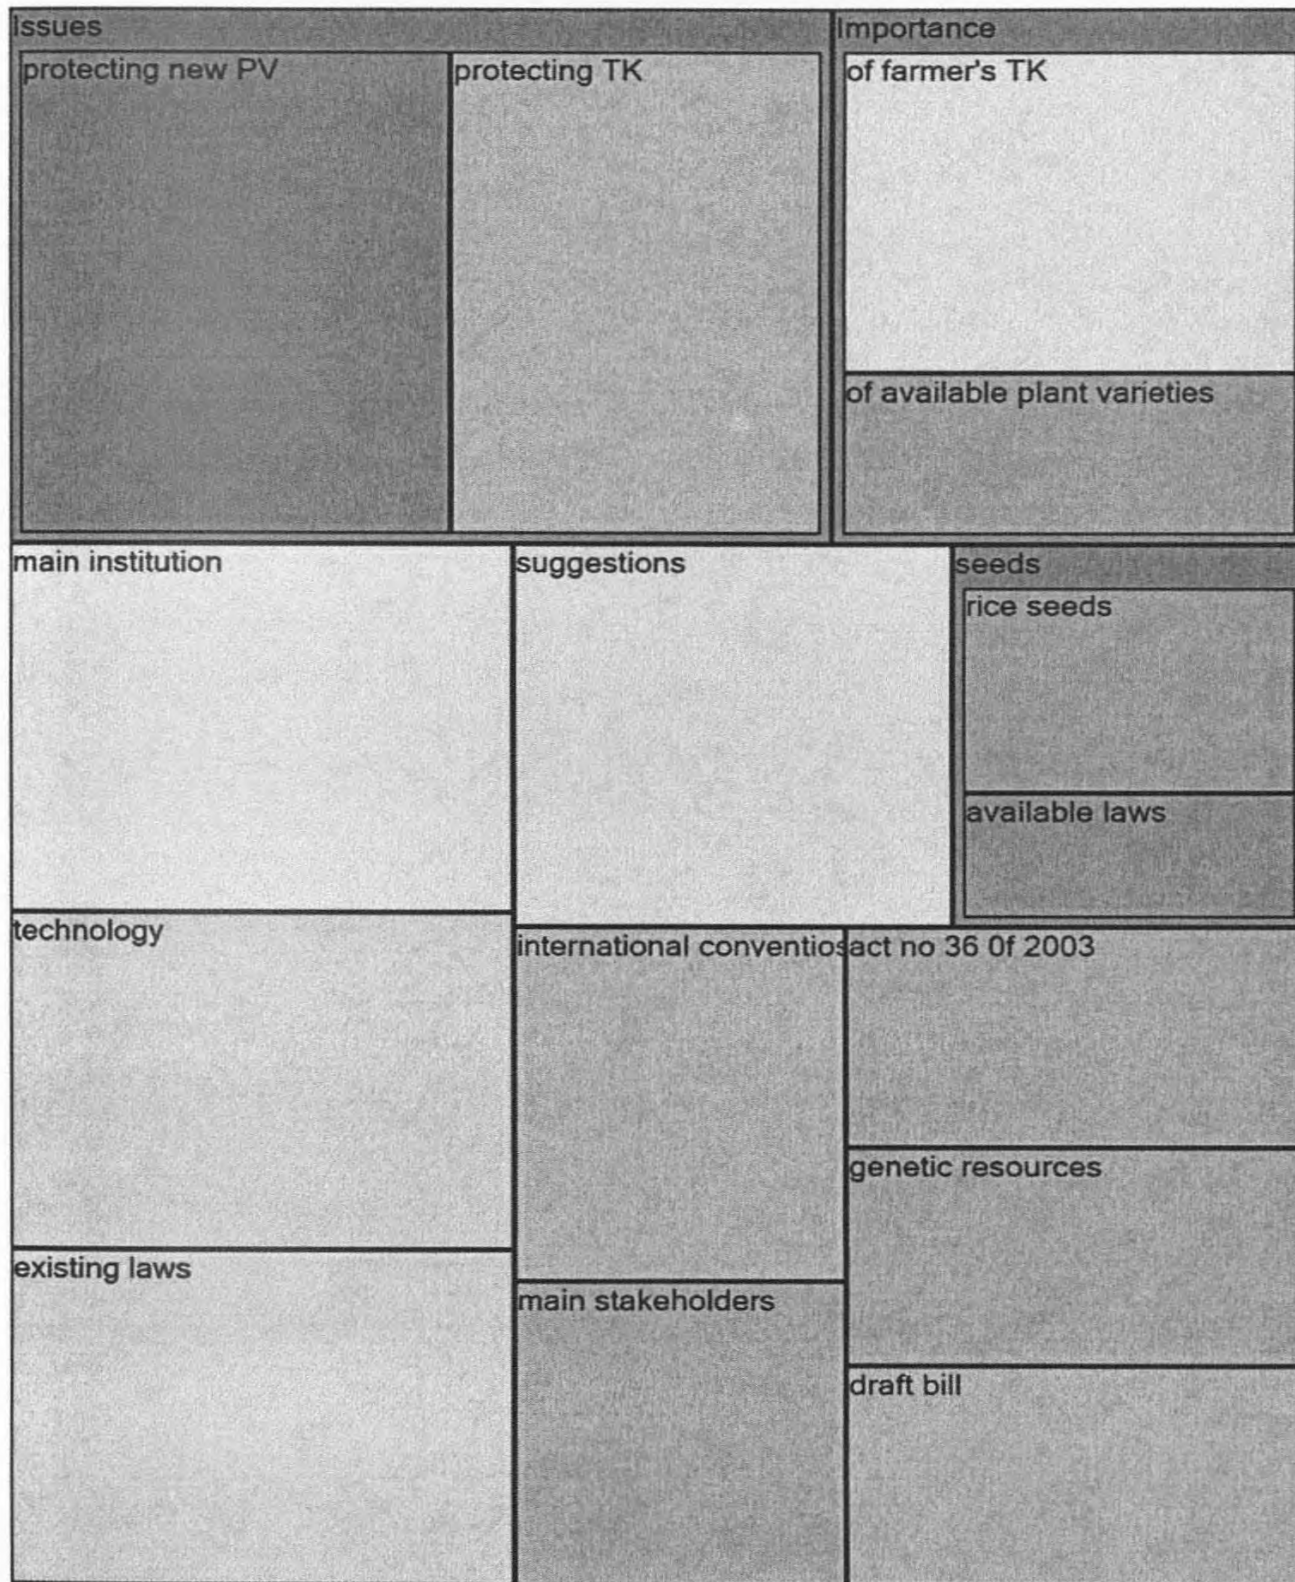 Issues
protecting new PV
protecting TK
Importance
of farmer's TK
of available plant varieties
main institution
suggestions
seeds
rice seeds
available laws
technology
international conventios
act no 36 0f 2003
genetic resources
existing laws
main stakeholders
draft bill